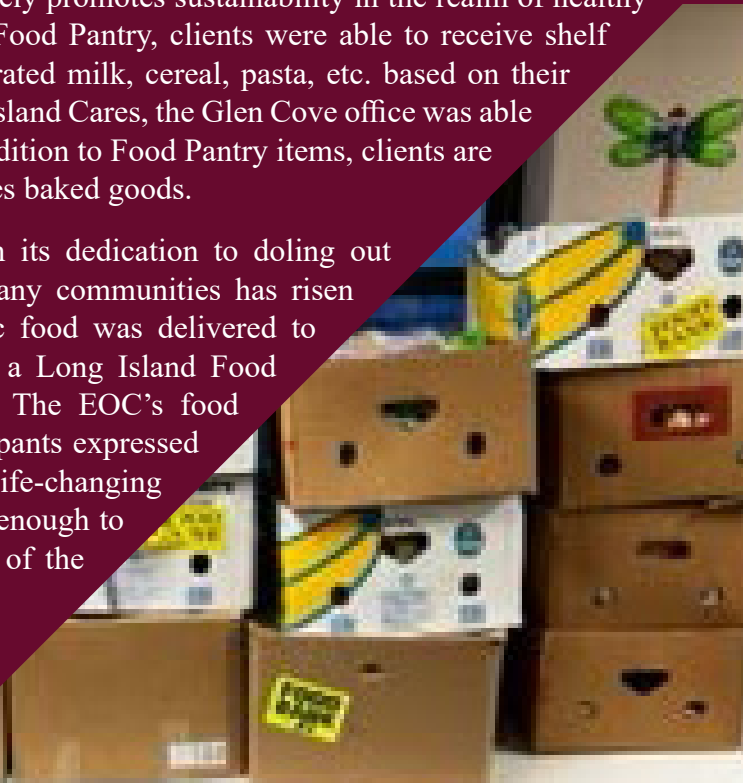 ely promotes sustainability in the realm of healthy
Food Pantry, clients were able to receive shelf
rated milk, cereal, pasta, etc. based on their
sland Cares, the Glen Cove office was able
dition to Food Pantry items, clients are
es baked goods.
n its dedication to doling out
any communities has risen
c food was delivered to
a Long Island Food
The EOC’s food
pants expressed
ife-changing
enough to
of the